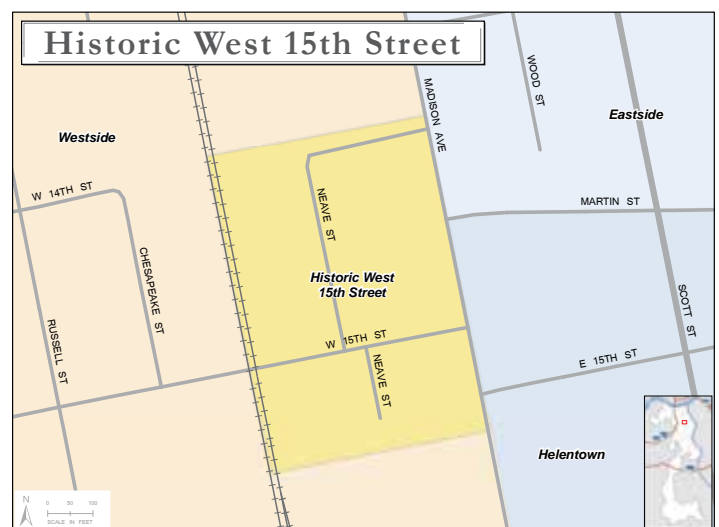 Historic West 15th Street
Westside
Eastside
MADISON AVE
WOOD ST
W 14TH ST
NEAVE ST
MARTIN ST
CHESAPEAKE ST
Historic West
15th Street
RUSSELL ST
SCOTT ST
W 15TH ST
E 15TH ST
NEAVE ST
Helentown
N
0 50 100
SCALE IN FEET